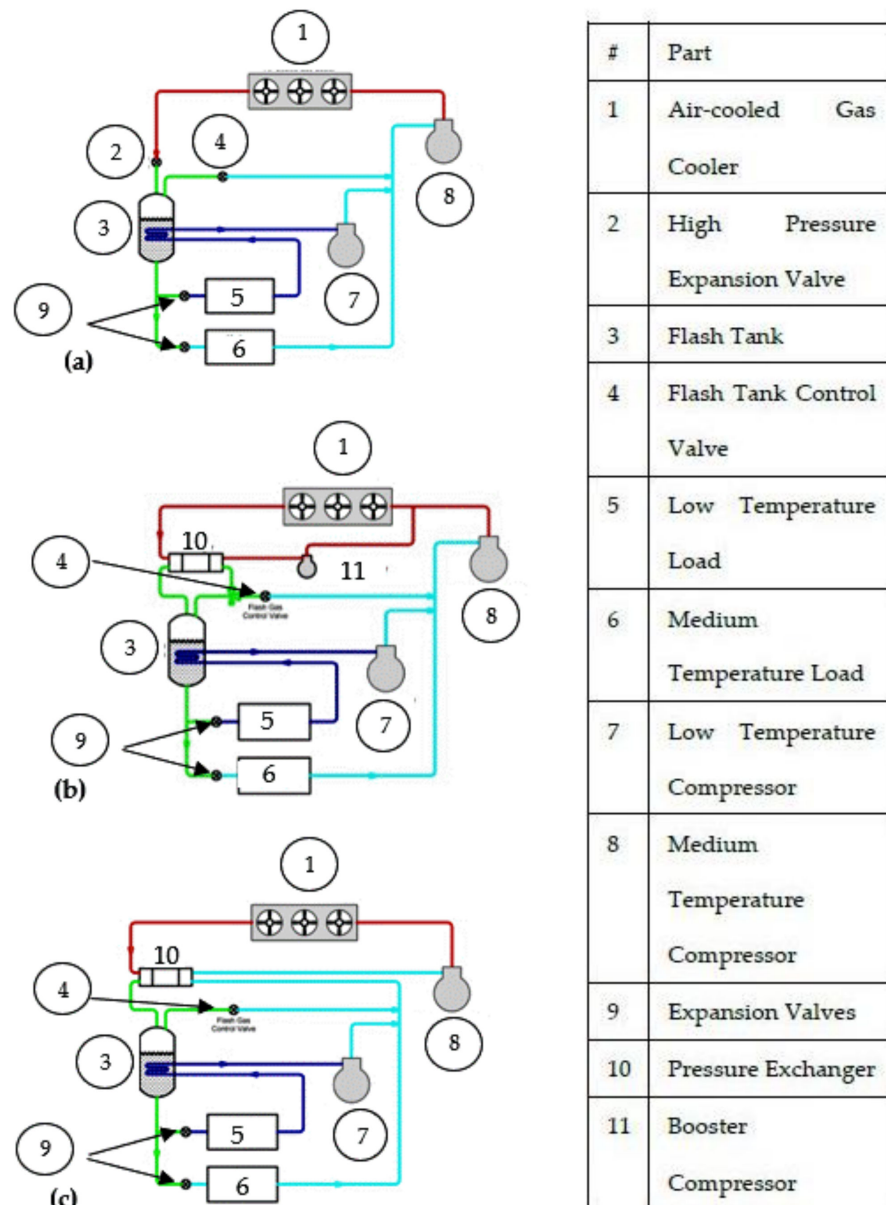 1
2
4
3
8
7
5
9
6
(a)
1
10
4
11
Flash Gas
Control Valve
8
3
7
5
9
6
(b)
1
10
4
Flash Gas
Control Valve
3
8
7
5
9
6
(c)
# Part
1 Air-cooled Gas
Cooler
2 High Pressure
Expansion Valve
3 Flash Tank
4 Flash Tank Control
Valve
5 Low Temperature
Load
6 Medium
Temperature Load
7 Low Temperature
Compressor
8 Medium
Temperature
Compressor
9 Expansion Valves
10 Pressure Exchanger
11 Booster
Compressor